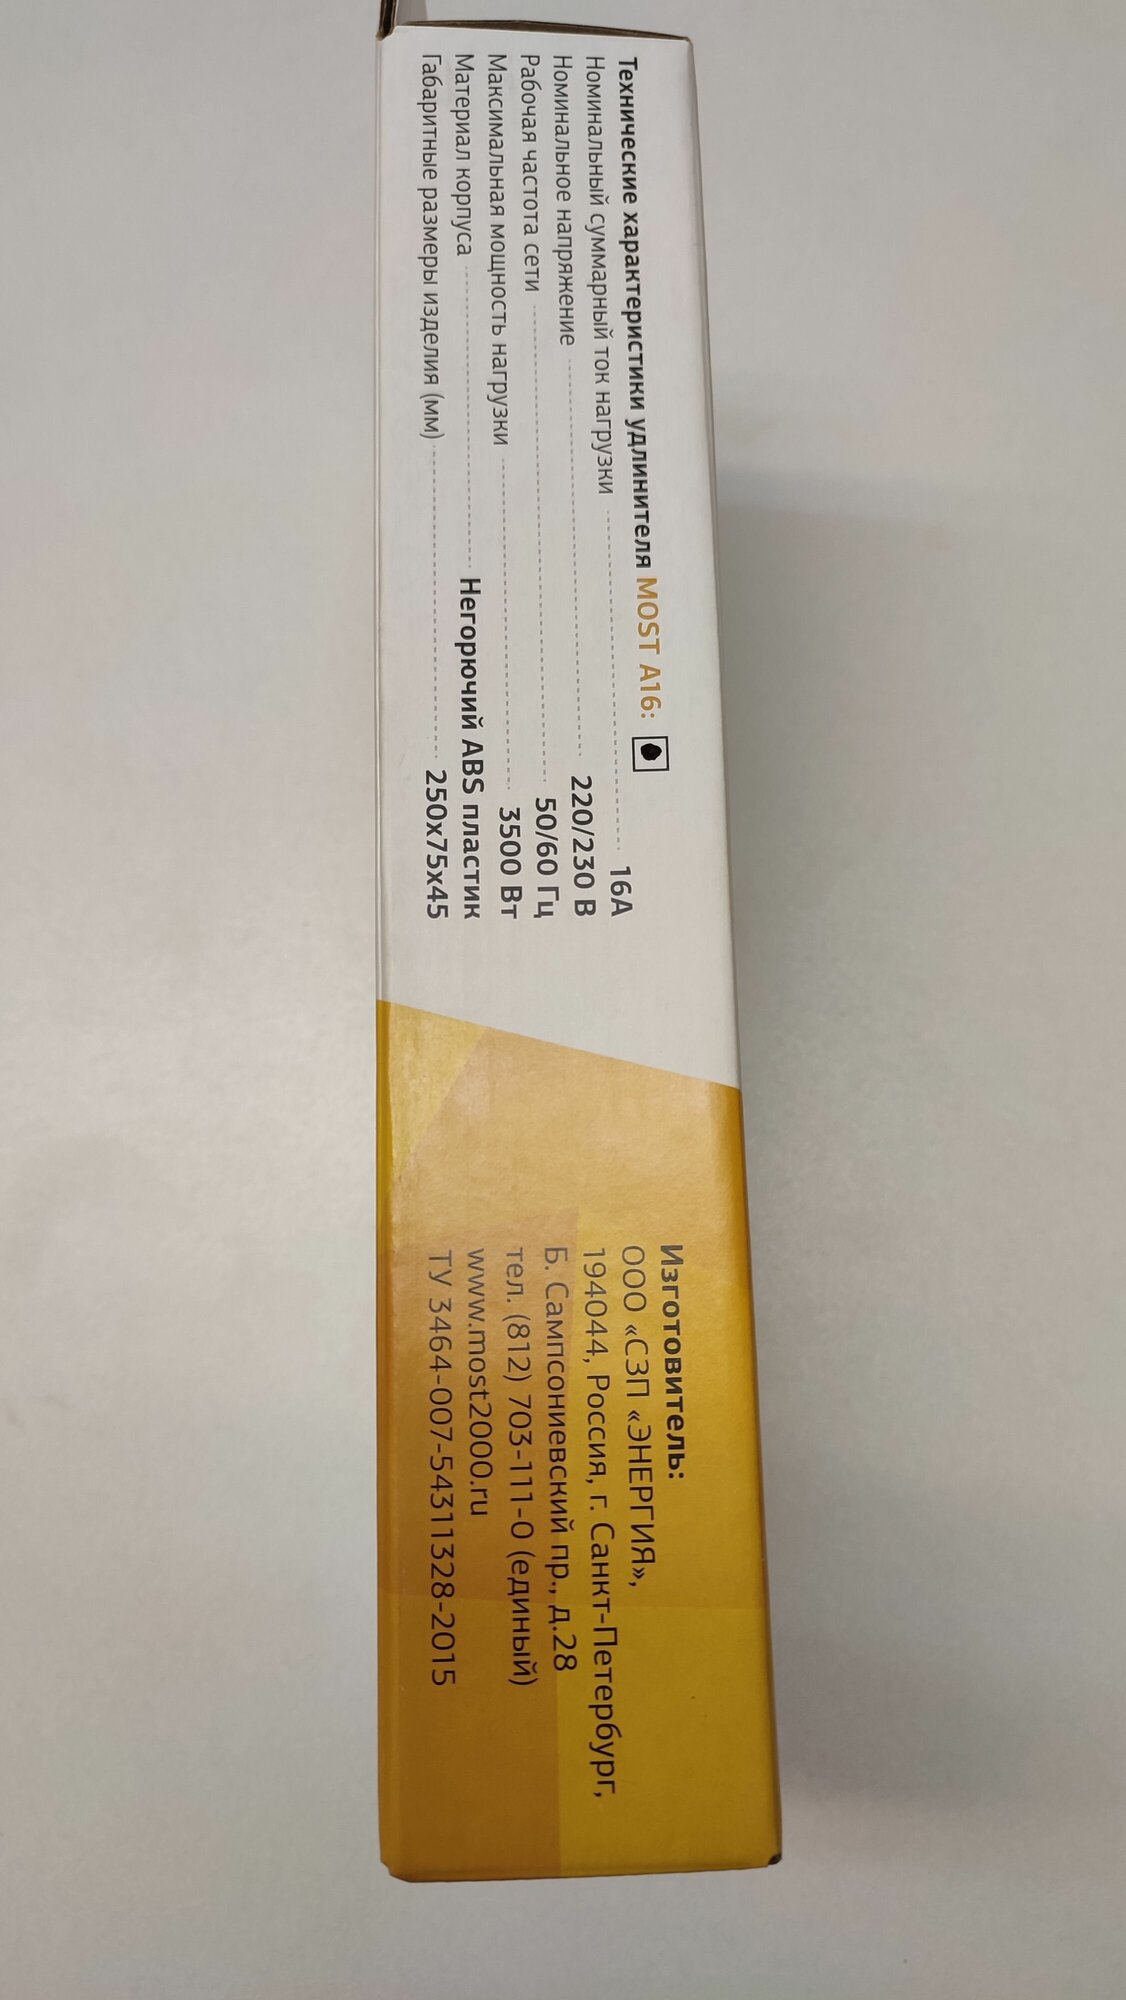 Технические характеристики удлинителя MOST A16:
Номинальный суммарный ток нагрузки 16А
Номинальное напряжение 220/230 В
Рабочая частота сети 50/60 Гц
Максимальная мощность нагрузки 3500 Вт
Материал корпуса Негорючий ABS пластик
Габаритные размеры изделия (мм) 250х75х45
Изготовитель:
ООО «СЗП «ЭНЕРГИЯ»,
194044, Россия, г. Санкт-Петербург,
Б. Сампсониевский пр., д.28
тел. (812) 703-111-0 (единый)
www.most2000.ru
ТУ 3464-007-54311328-2015